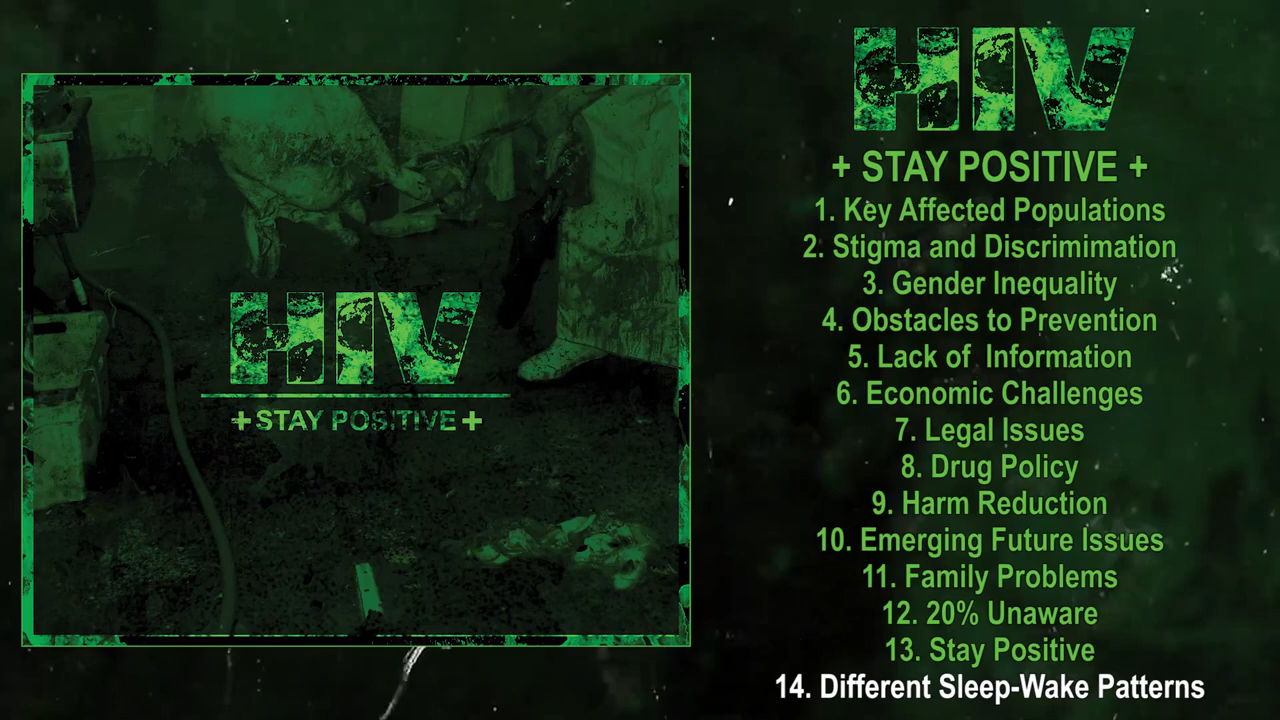 HIV
+ STAY POSITIVE +
HIV
+ STAY POSITIVE +
1. Key Affected Populations
2. Stigma and Discrimimation
3. Gender Inequality
4. Obstacles to Prevention
5. Lack of  Information
6. Economic Challenges
7. Legal Issues
8. Drug Policy
9. Harm Reduction
10. Emerging Future Issues
11. Family Problems
12. 20% Unaware
13. Stay Positive
14. Different Sleep-Wake Patterns